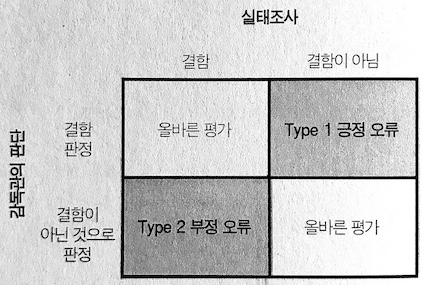 실태조사
결함
결함이 아님
감독관의 판단
결함
판정
올바른 평가
Type 1 긍정 오류
결함이
아닌 것으로
판정
Type 2 부정 오류
올바른 평가